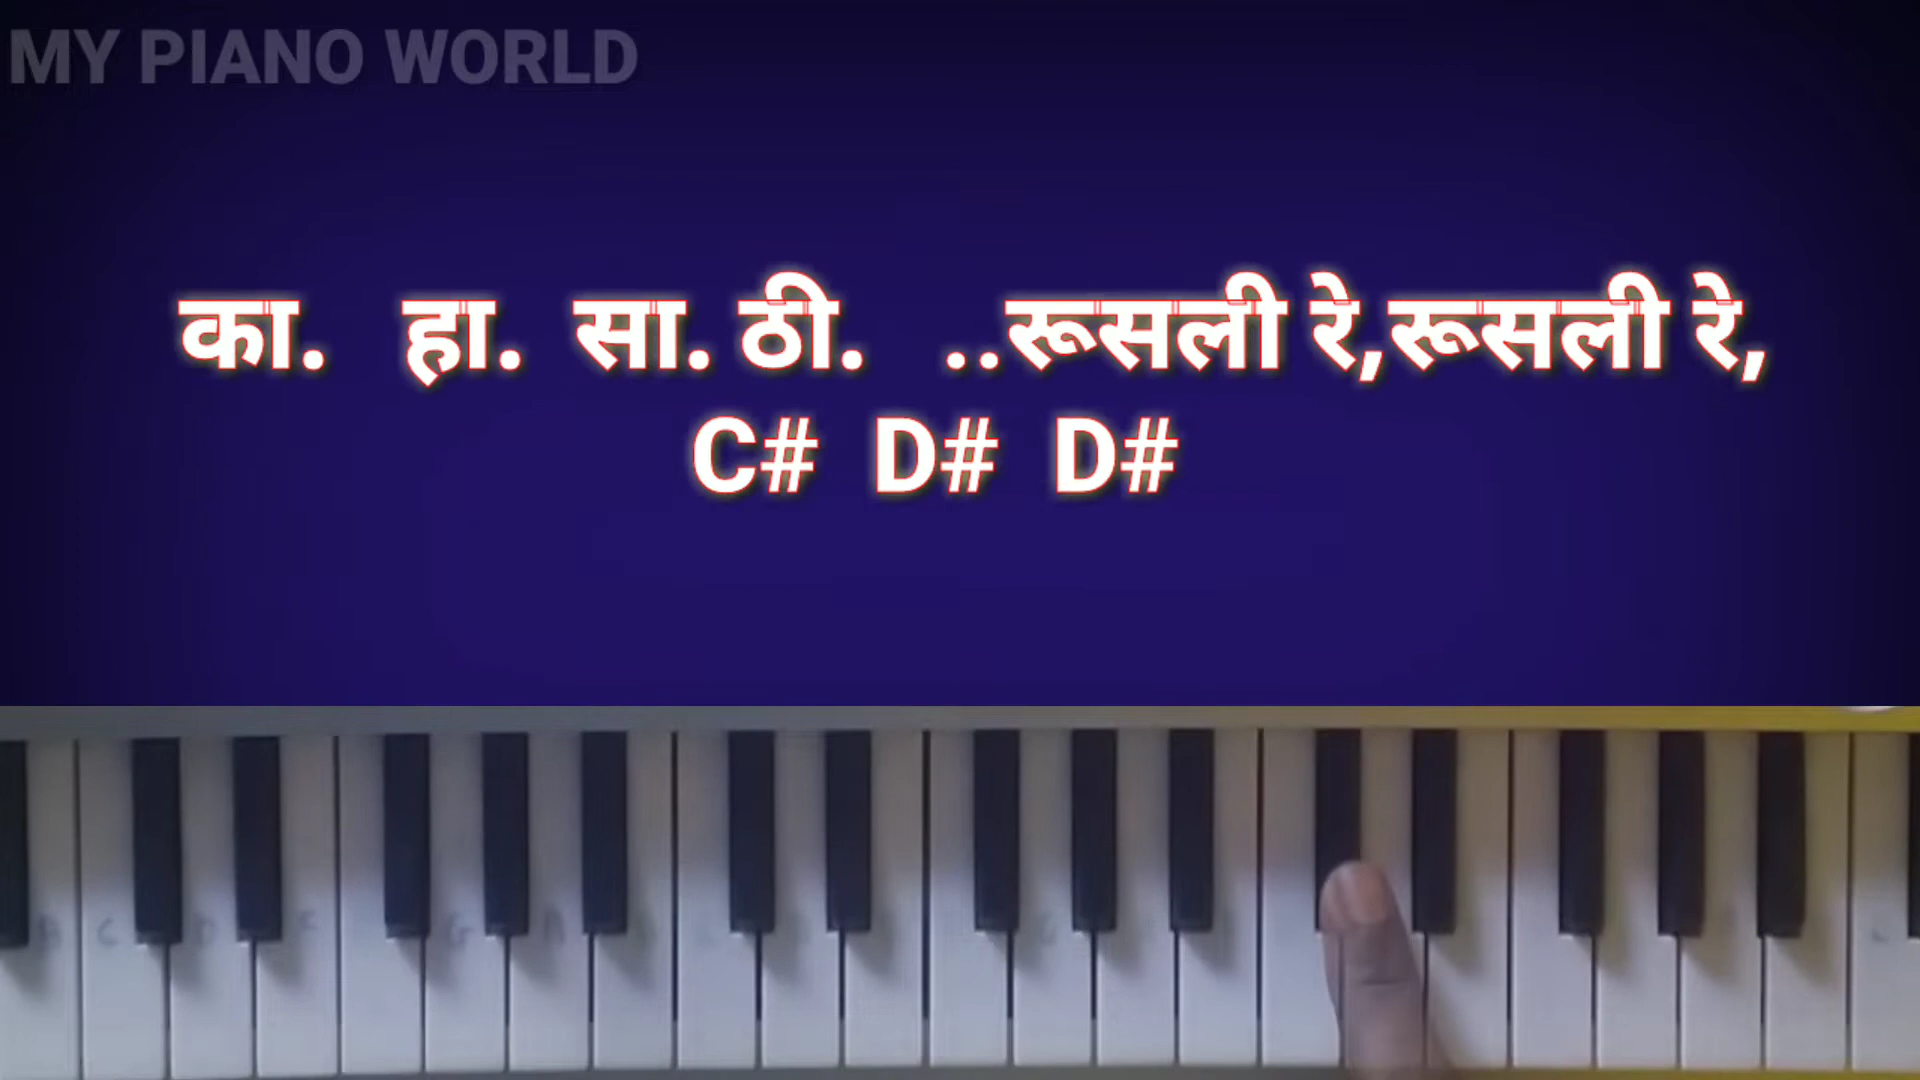 MY PIANO WORLD
का. हा. सा. ठी. ..रूसली रे,रूसली रे,
C# D# D#